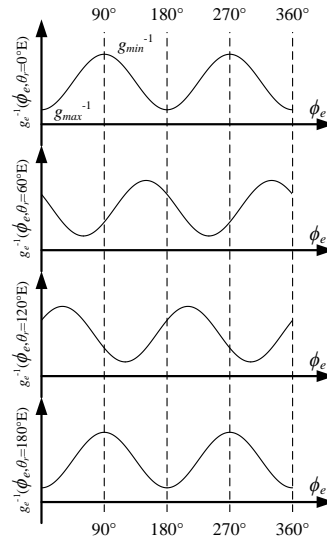 90° 180° 270° 360°
g_e^-1(ϕ_e,θ_r=0°E)
g_min^-1
g_max^-1
ϕ_e
g_e^-1(ϕ_e,θ_r=60°E)
ϕ_e
g_e^-1(ϕ_e,θ_r=120°E)
ϕ_e
g_e^-1(ϕ_e,θ_r=180°E)
ϕ_e
90° 180° 270° 360°